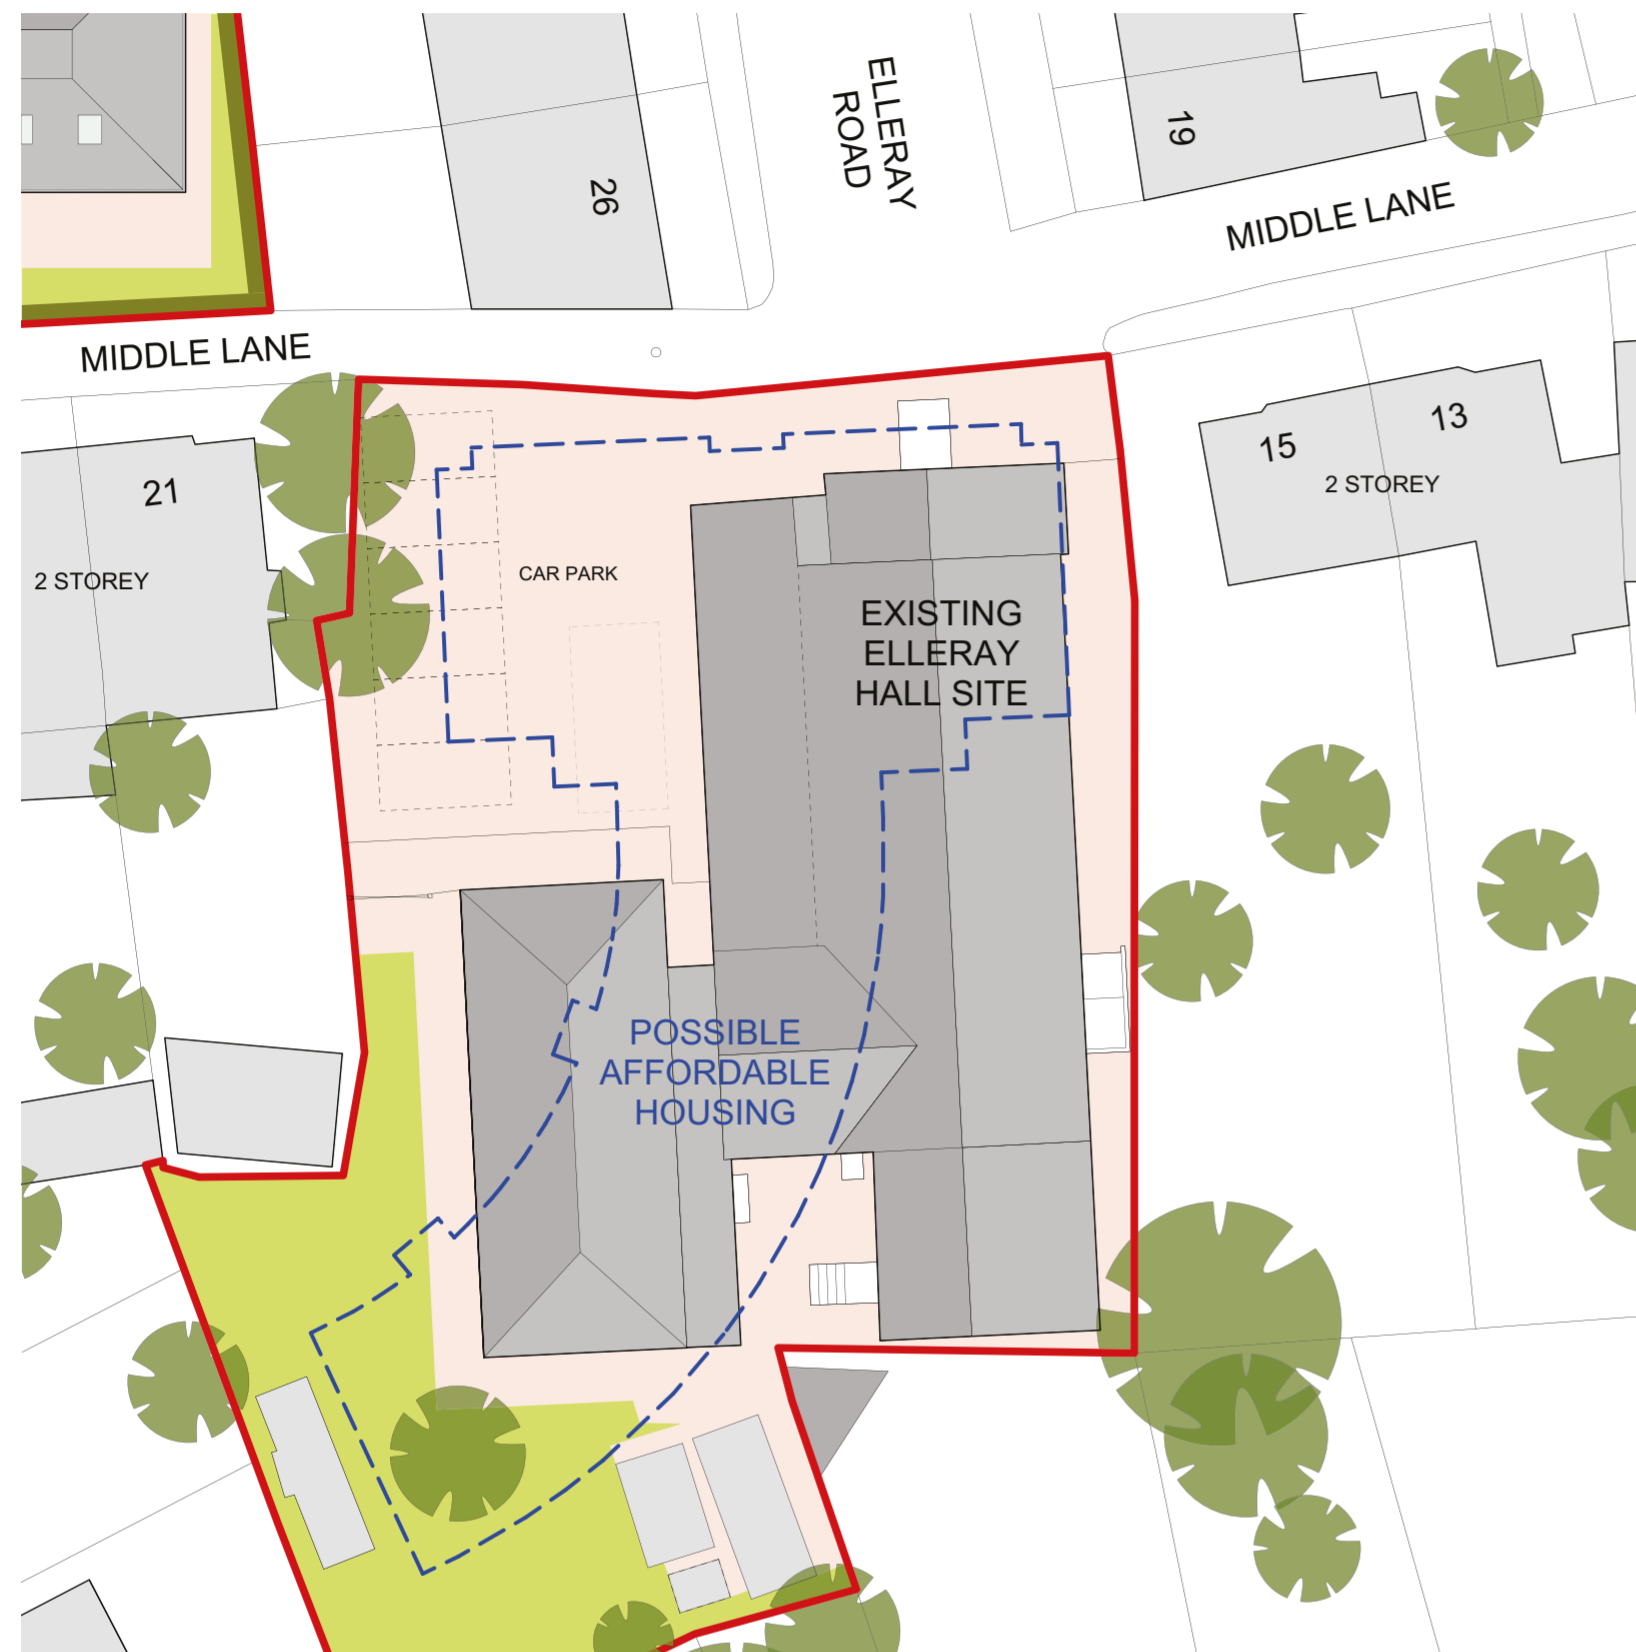 ELLERAY
ROAD
19
26
MIDDLE LANE
MIDDLE LANE
21
2 STOREY
15
13
2 STOREY
CAR PARK
EXISTING
ELLERAY
HALL SITE
POSSIBLE
AFFORDABLE
HOUSING